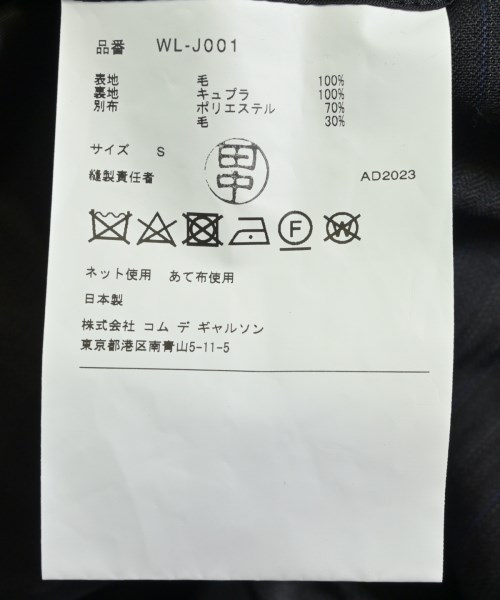 品番 WL-J001
表地 毛 100%
裏地 キュプラ 100%
別布 ポリエステル 70%
毛 30%
サイズ S
縫製責任者 田中 AD2023
F W
ネット使用 あて布使用
日本製
株式会社 コム デ ギャルソン
東京都港区南青山5-11-5